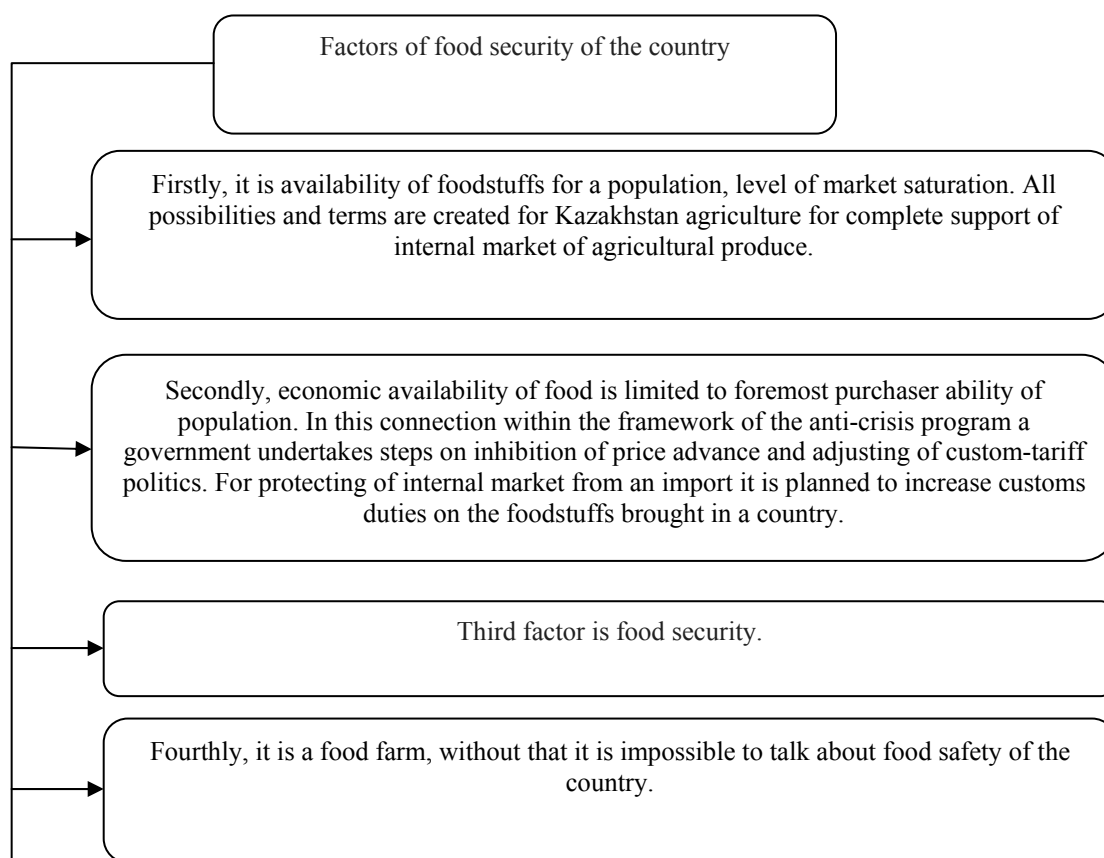 Factors of food security of the country
Firstly, it is availability of foodstuffs for a population, level of market saturation. All
possibilities and terms are created for Kazakhstan agriculture for complete support of
internal market of agricultural produce.
Secondly, economic availability of food is limited to foremost purchaser ability of
population. In this connection within the framework of the anti-crisis program a
government undertakes steps on inhibition of price advance and adjusting of custom-tariff
politics. For protecting of internal market from an import it is planned to increase customs
duties on the foodstuffs brought in a country.
Third factor is food security.
Fourthly, it is a food farm, without that it is impossible to talk about food safety of the
country.